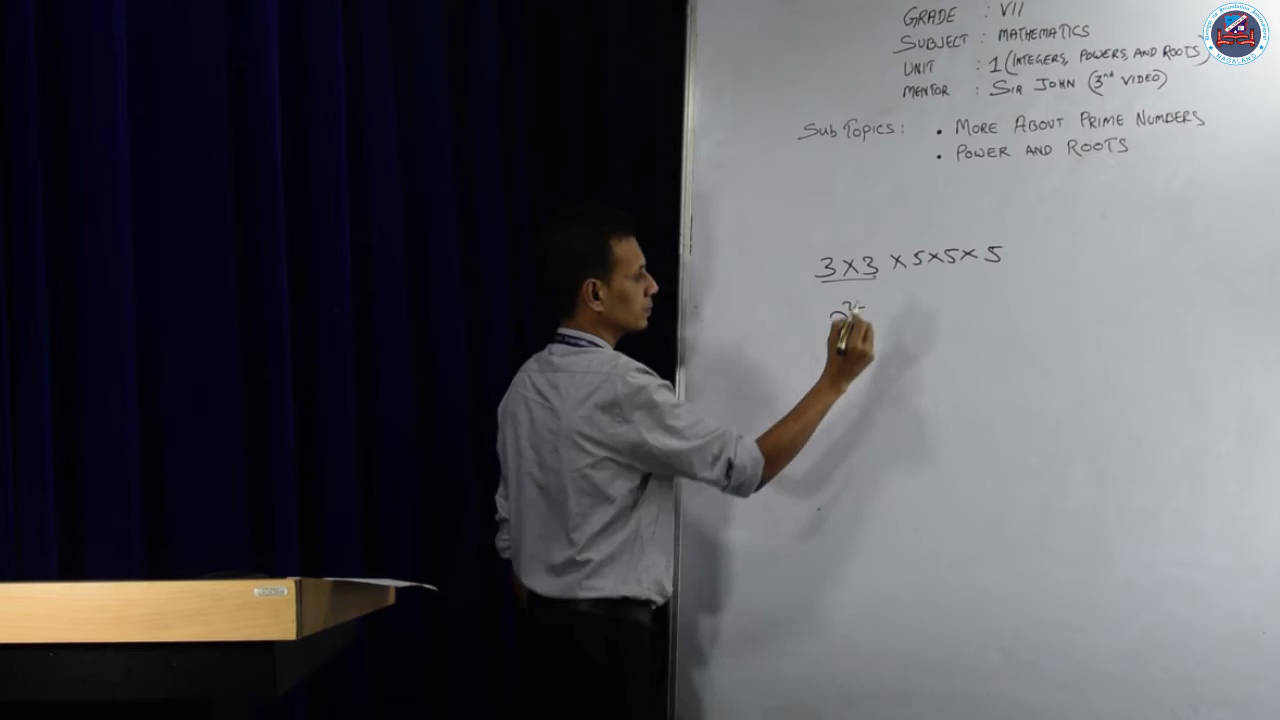 GRADE : VII
SUBJECT : MATHEMATICS
UNIT : 1 (INTEGERS, POWERS, AND ROOTS)
MENTOR : SIR JOHN (3rd VIDEO)
SUB TOPICS : • MORE ABOUT PRIME NUMBERS
• POWER AND ROOTS
3 × 3 × 5 × 5 × 5
NAGALAND